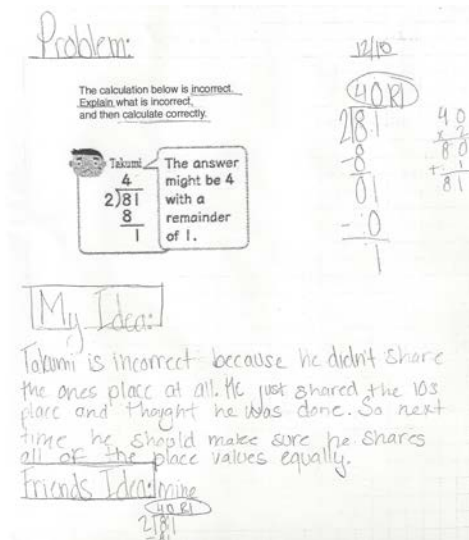 Problem:
12/10
The calculation below is incorrect.
Explain what is incorrect,
and then calculate correctly.
Takumi
4
2)81
8
1
The answer
might be 4
with a
remainder
of 1.
40R1
2)81
-8
01
-0
1
40
x 2
80
+ 1
81
My Idea:
Takumi is incorrect because he didn't share
the ones place at all. He just shared the 10s
place and thought he was done. So next
time he should make sure he shares
all of the place values equally.
Friends Idea:
40 R1
2)81